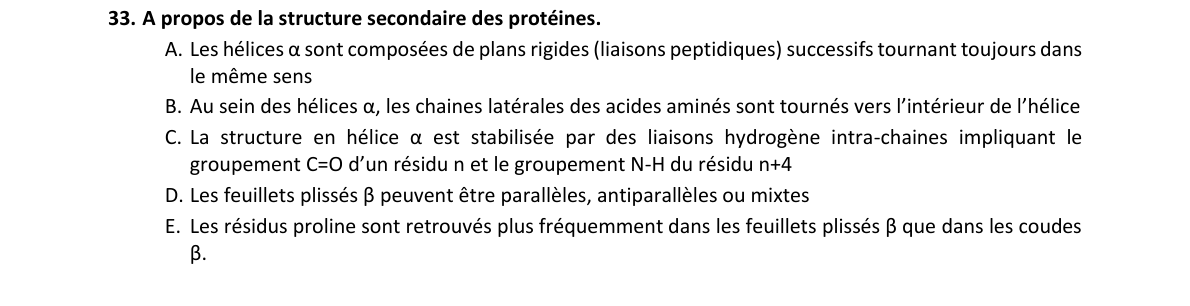 33. A propos de la structure secondaire des protéines.
A. Les hélices α sont composées de plans rigides (liaisons peptidiques) successifs tournant toujours dans
le même sens
B. Au sein des hélices α, les chaines latérales des acides aminés sont tournés vers l’intérieur de l’hélice
C. La structure en hélice α est stabilisée par des liaisons hydrogène intra-chaines impliquant le
groupement C=O d’un résidu n et le groupement N-H du résidu n+4
D. Les feuillets plissés β peuvent être parallèles, antiparallèles ou mixtes
E. Les résidus proline sont retrouvés plus fréquemment dans les feuillets plissés β que dans les coudes
β.